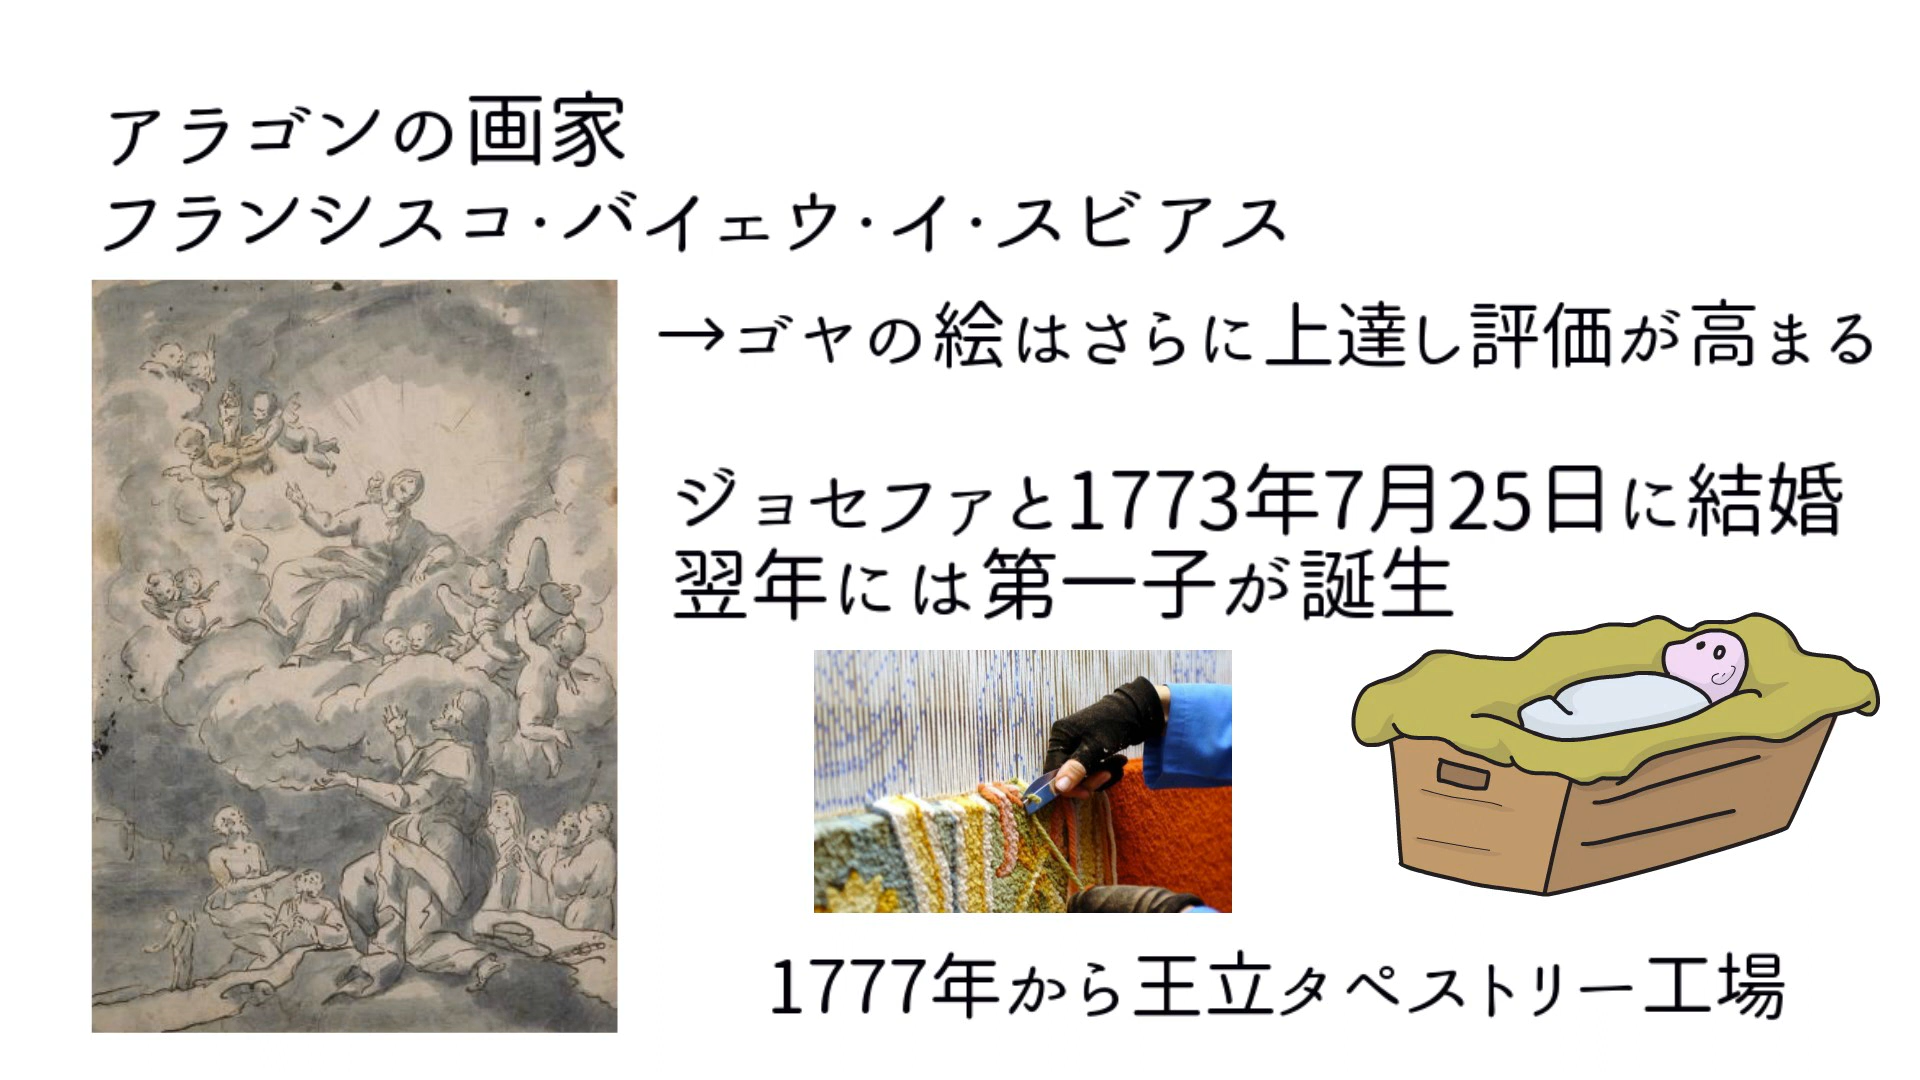 アラゴンの画家
フランシスコ・バイェウ・イ・スビアス
→ゴヤの絵はさらに上達し評価が高まる
ジョセファと1773年7月25日に結婚
翌年には第一子が誕生
1777年から王立タペストリー工場